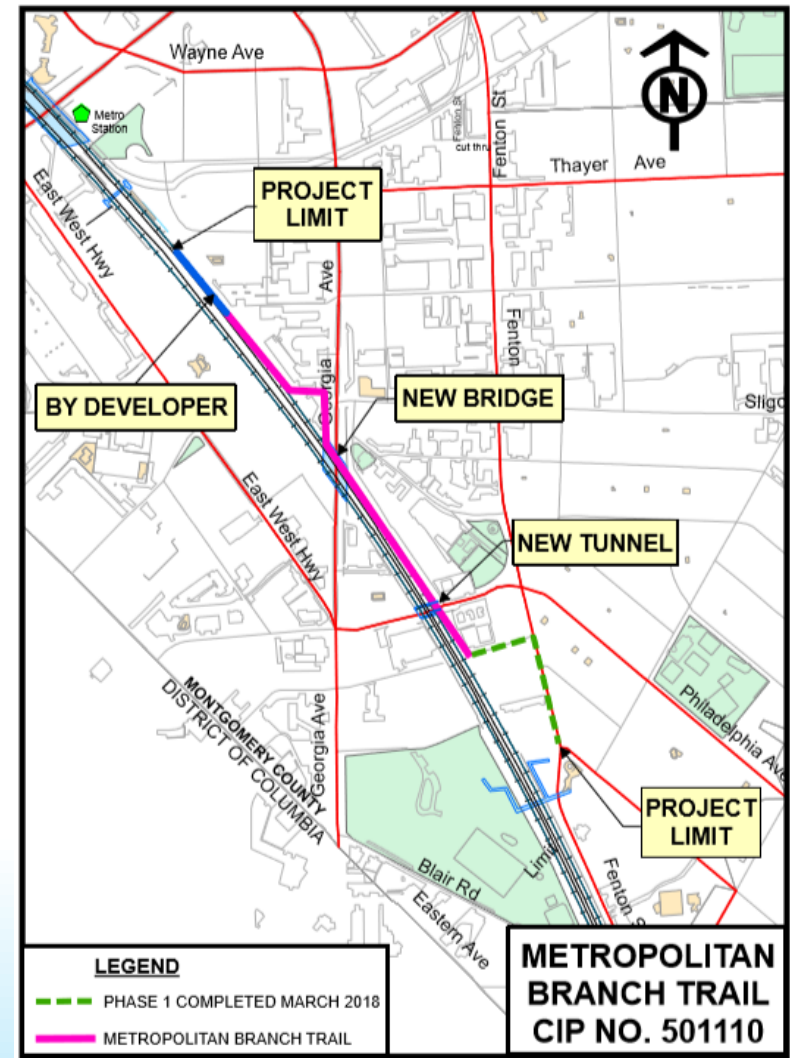 Wayne Ave
Metro
Station
Fenton St
cut thru
Fenton St
N
Thayer Ave
East West Hwy
PROJECT
LIMIT
Ave
Georgia
Fenton
BY DEVELOPER
NEW BRIDGE
Sligo
East West Hwy
NEW TUNNEL
MONTGOMERY COUNTY
DISTRICT OF COLUMBIA
Georgia Ave
Philadelphia Ave
PROJECT
LIMIT
Limit
Blair Rd
Eastern Ave
Fenton S
LEGEND
PHASE 1 COMPLETED MARCH 2018
METROPOLITAN BRANCH TRAIL
METROPOLITAN
BRANCH TRAIL
CIP NO. 501110